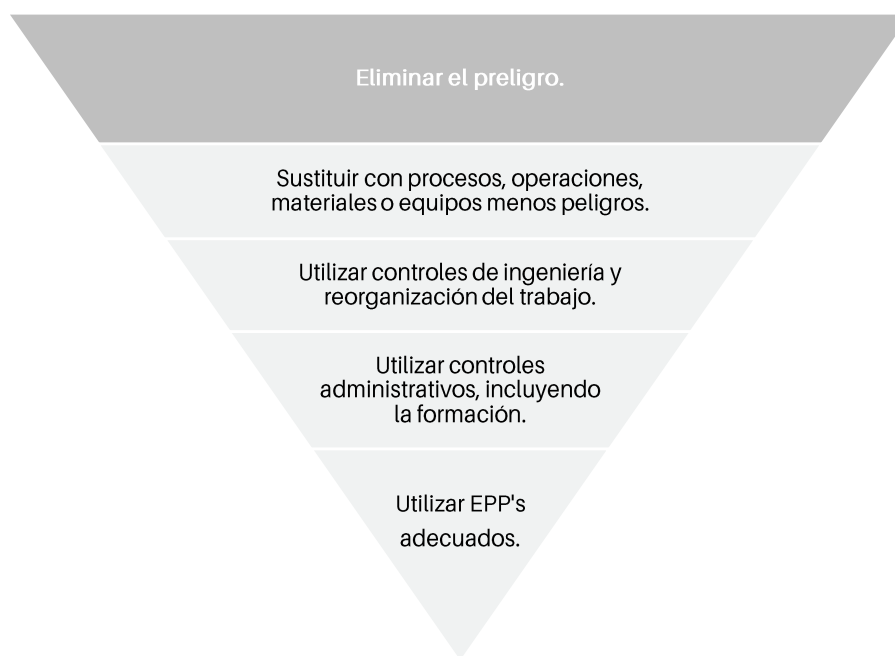 Eliminar el preligro.
Sustituir con procesos, operaciones,
materiales o equipos menos peligros.
Utilizar controles de ingeniería y
reorganización del trabajo.
Utilizar controles
administrativos, incluyendo
la formación.
Utilizar EPP's
adecuados.